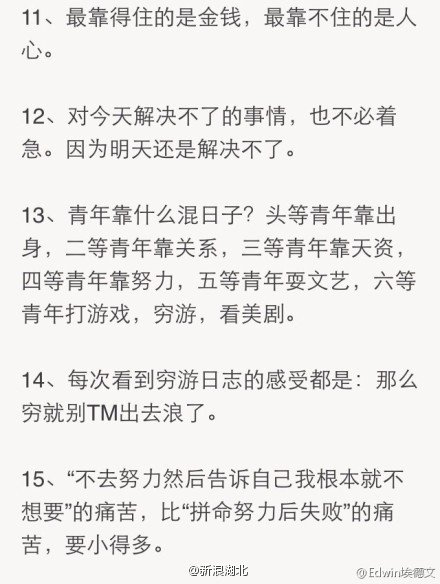 11、最靠得住的是金钱，最靠不住的是人
心。
12、对今天解决不了的事情，也不必着
急。因为明天还是解决不了。
13、青年靠什么混日子？头等青年靠出
身，二等青年靠关系，三等青年靠天资，
四等青年靠努力，五等青年耍文艺，六等
青年打游戏，穷游，看美剧。
14、每次看到穷游日志的感受都是：那么
穷就别TM出去浪了。
15、“不去努力然后告诉自己我根本就不
想要”的痛苦，比“拼命努力后失败”的痛
苦，要小得多。
@新浪湖北
@Edwin埃德文